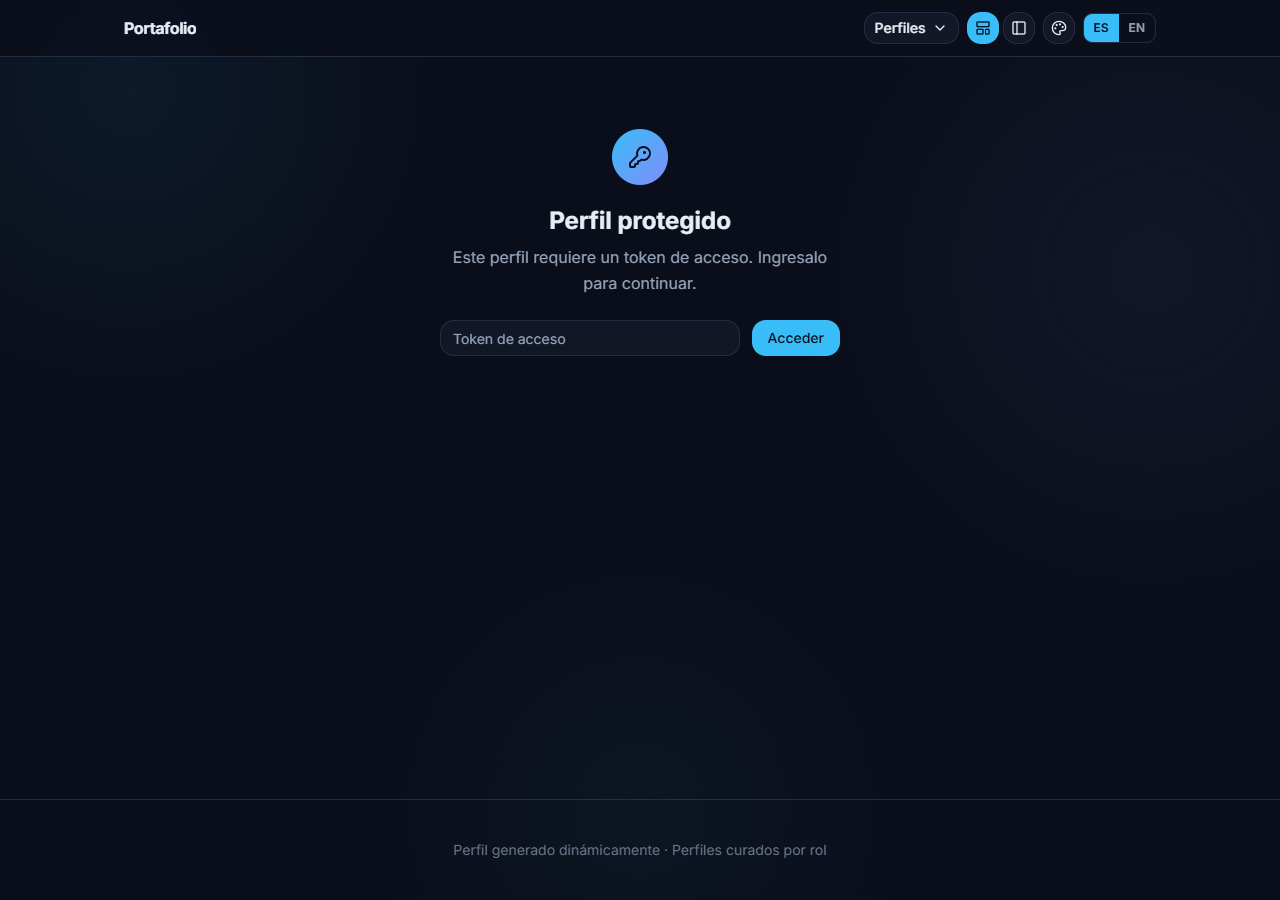 Portafolio
Perfiles
ES EN
Perfil protegido
Este perfil requiere un token de acceso. Ingresalo
para continuar.
Token de acceso
Acceder
Perfil generado dinámicamente · Perfiles curados por rol